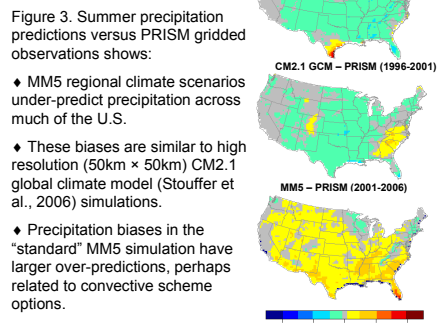 Figure 3. Summer precipitation
predictions versus PRISM gridded
observations shows:
♦ MM5 regional climate scenarios
under-predict precipitation across
much of the U.S.
♦ These biases are similar to high
resolution (50km × 50km) CM2.1
global climate model (Stouffer et
al., 2006) simulations.
♦ Precipitation biases in the
“standard” MM5 simulation have
larger over-predictions, perhaps
related to convective scheme
options.
CM2.1 GCM – PRISM (1996-2001)
MM5 – PRISM (2001-2006)